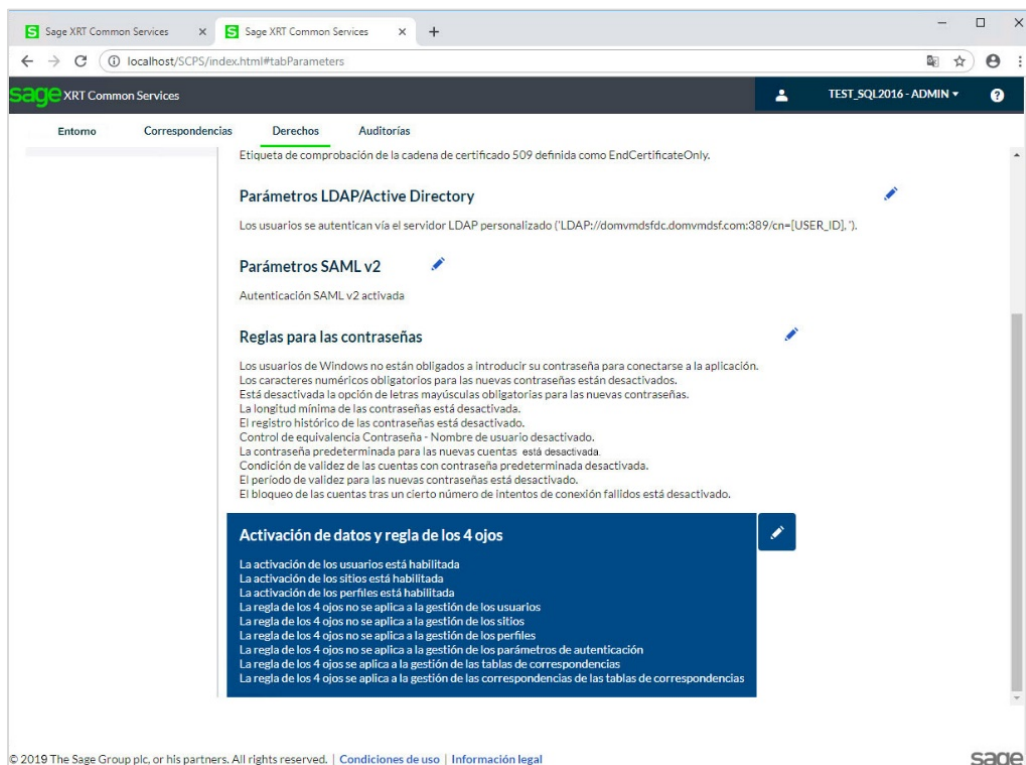 Sage XRT Common Services
Sage XRT Common Services
localhost/SCPS/index.html#tabParameters
sage XRT Common Services
TEST_SQL2016 - ADMIN
Entorno Correspondencias Derechos Auditorías
Etiqueta de comprobación de la cadena de certificado 509 definida como EndCertificateOnly.
Parámetros LDAP/Active Directory
Los usuarios se autentican vía el servidor LDAP personalizado ('LDAP://domvmdsfdc.domvmdsf.com:389/cn=[USER_ID], ').
Parámetros SAML v2
Autenticación SAML v2 activada
Reglas para las contraseñas
Los usuarios de Windows no están obligados a introducir su contraseña para conectarse a la aplicación.
Los caracteres numéricos obligatorios para las nuevas contraseñas están desactivados.
Está desactivada la opción de letras mayúsculas obligatorias para las nuevas contraseñas.
La longitud mínima de las contraseñas está desactivada.
El registro histórico de las contraseñas está desactivado.
Control de equivalencia Contraseña - Nombre de usuario desactivado.
La contraseña predeterminada para las nuevas cuentas está desactivada.
Condición de validez de las cuentas con contraseña predeterminada desactivada.
El período de validez para las nuevas contraseñas está desactivado.
El bloqueo de las cuentas tras un cierto número de intentos de conexión fallidos está desactivado.
Activación de datos y regla de los 4 ojos
La activación de los usuarios está habilitada
La activación de los sitios está habilitada
La activación de los perfiles está habilitada
La regla de los 4 ojos no se aplica a la gestión de los usuarios
La regla de los 4 ojos no se aplica a la gestión de los sitios
La regla de los 4 ojos no se aplica a la gestión de los perfiles
La regla de los 4 ojos no se aplica a la gestión de los parámetros de autenticación
La regla de los 4 ojos se aplica a la gestión de las tablas de correspondencias
La regla de los 4 ojos se aplica a la gestión de las correspondencias de las tablas de correspondencias
© 2019 The Sage Group plc, or his partners. All rights reserved. | Condiciones de uso | Información legal
sage